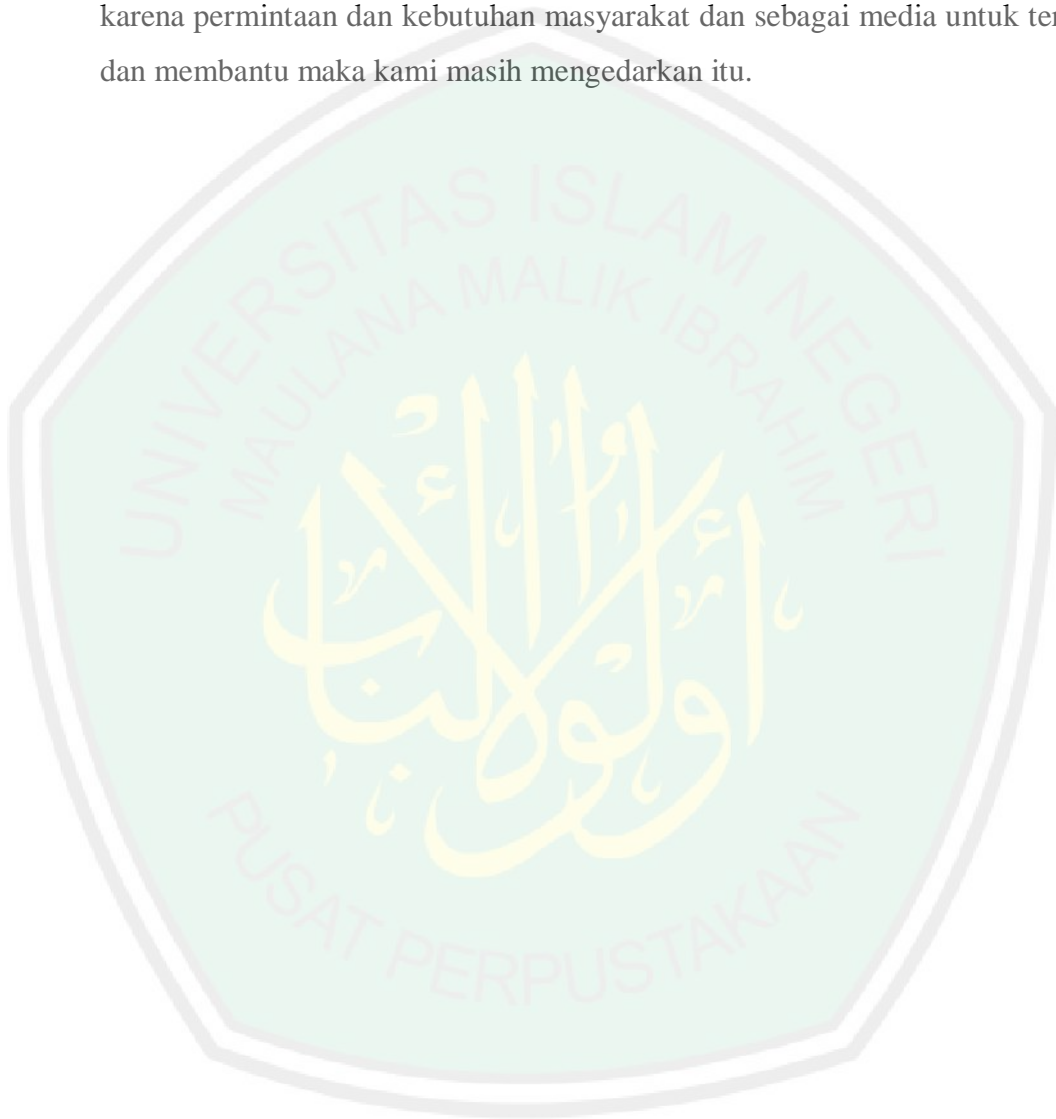 karena permintaan dan kebutuhan masyarakat dan sebagai media untuk
dan membantu maka kami masih mengedarkan itu.
UNIVERSITAS ISLAM NEGERI
MAULANA MALIK IBRAHIM
أولوا الألباب
PUSAT PERPUSTAKAAN